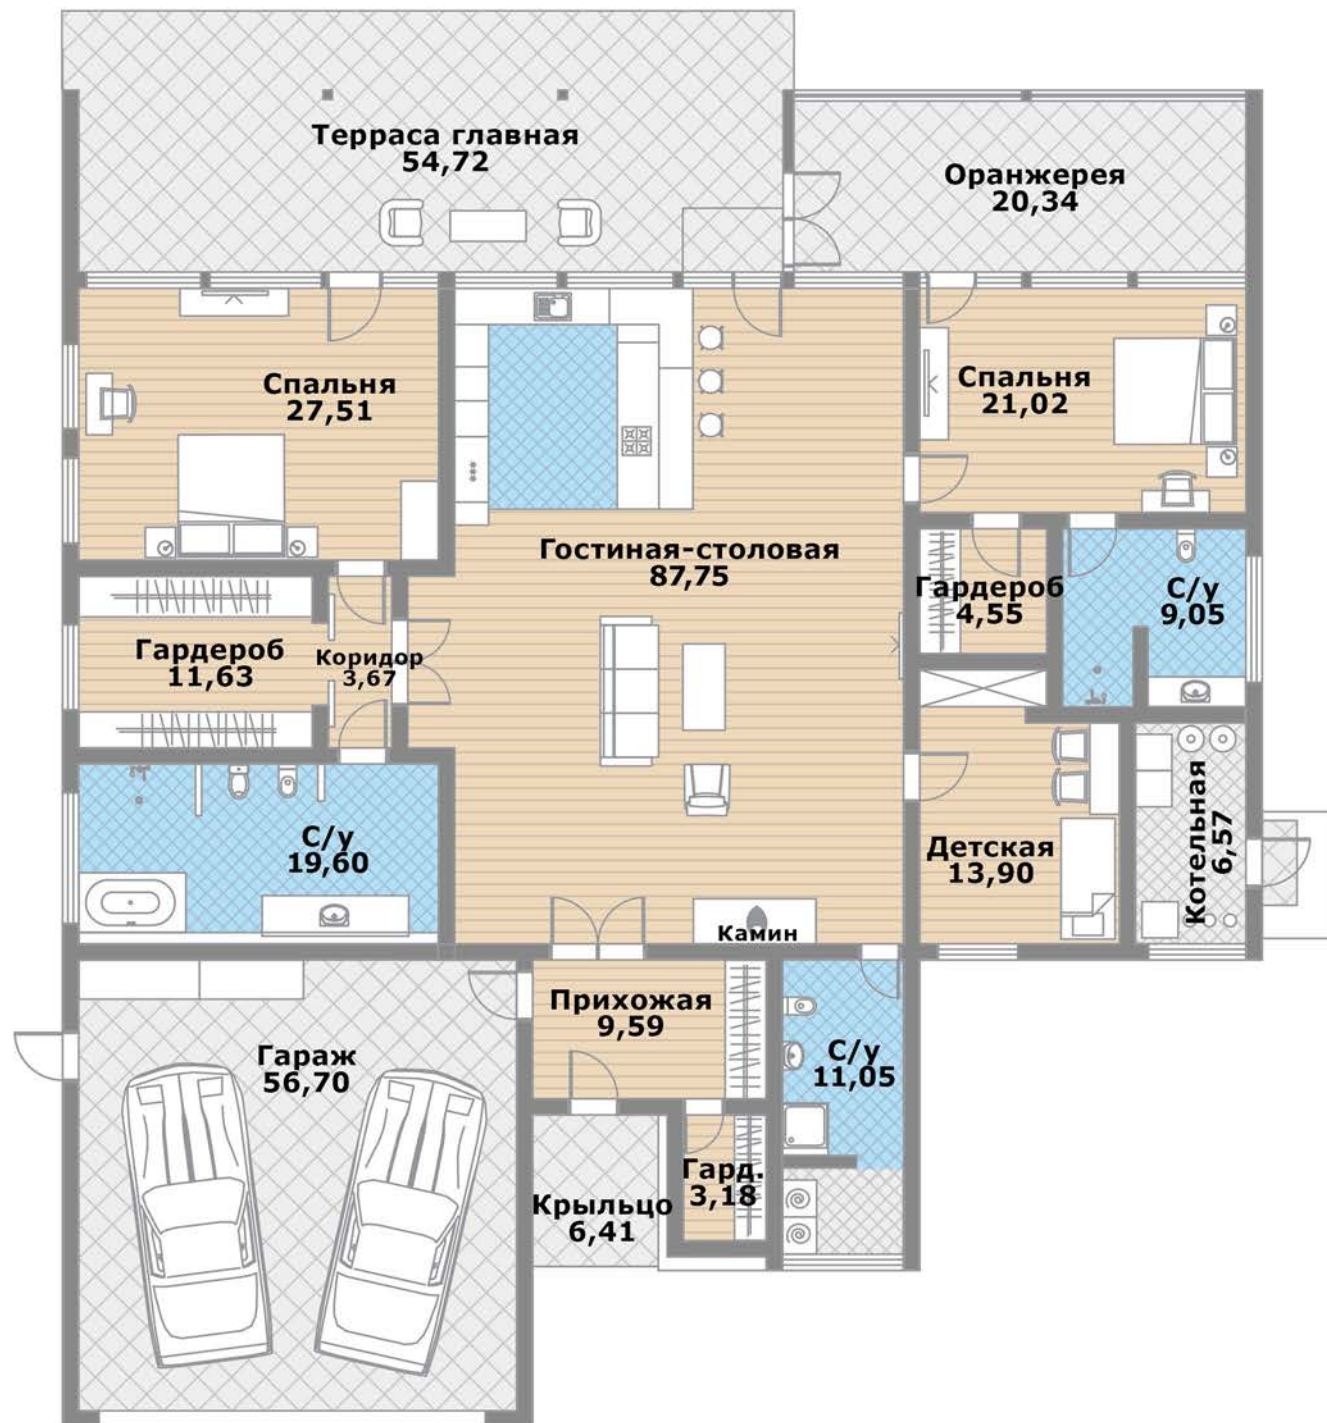 Терраса главная
54,72
Оранжерея
20,34
Спальня
27,51
Спальня
21,02
Гостиная-столовая
87,75
Гардероб
4,55
С/у
9,05
Гардероб
11,63
Коридор
3,67
С/у
19,60
Детская
13,90
Котельная
6,57
Камин
Прихожая
9,59
С/у
11,05
Гараж
56,70
Гард.
3,18
Крыльцо
6,41